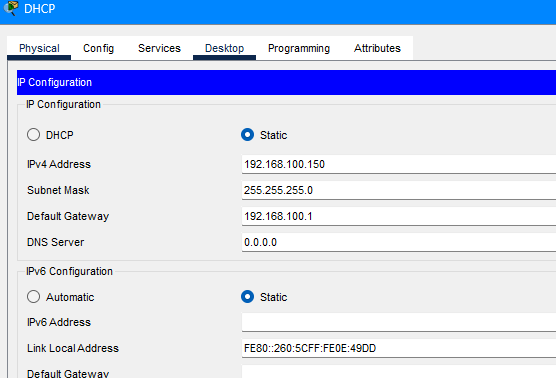 DHCP
Physical Config Services Desktop Programming Attributes
IP Configuration
IP Configuration
DHCP Static
IPv4 Address 192.168.100.150
Subnet Mask 255.255.255.0
Default Gateway 192.168.100.1
DNS Server 0.0.0.0
IPv6 Configuration
Automatic Static
IPv6 Address
Link Local Address FE80::260:5CFF:FE0E:49DD
Default Gateway